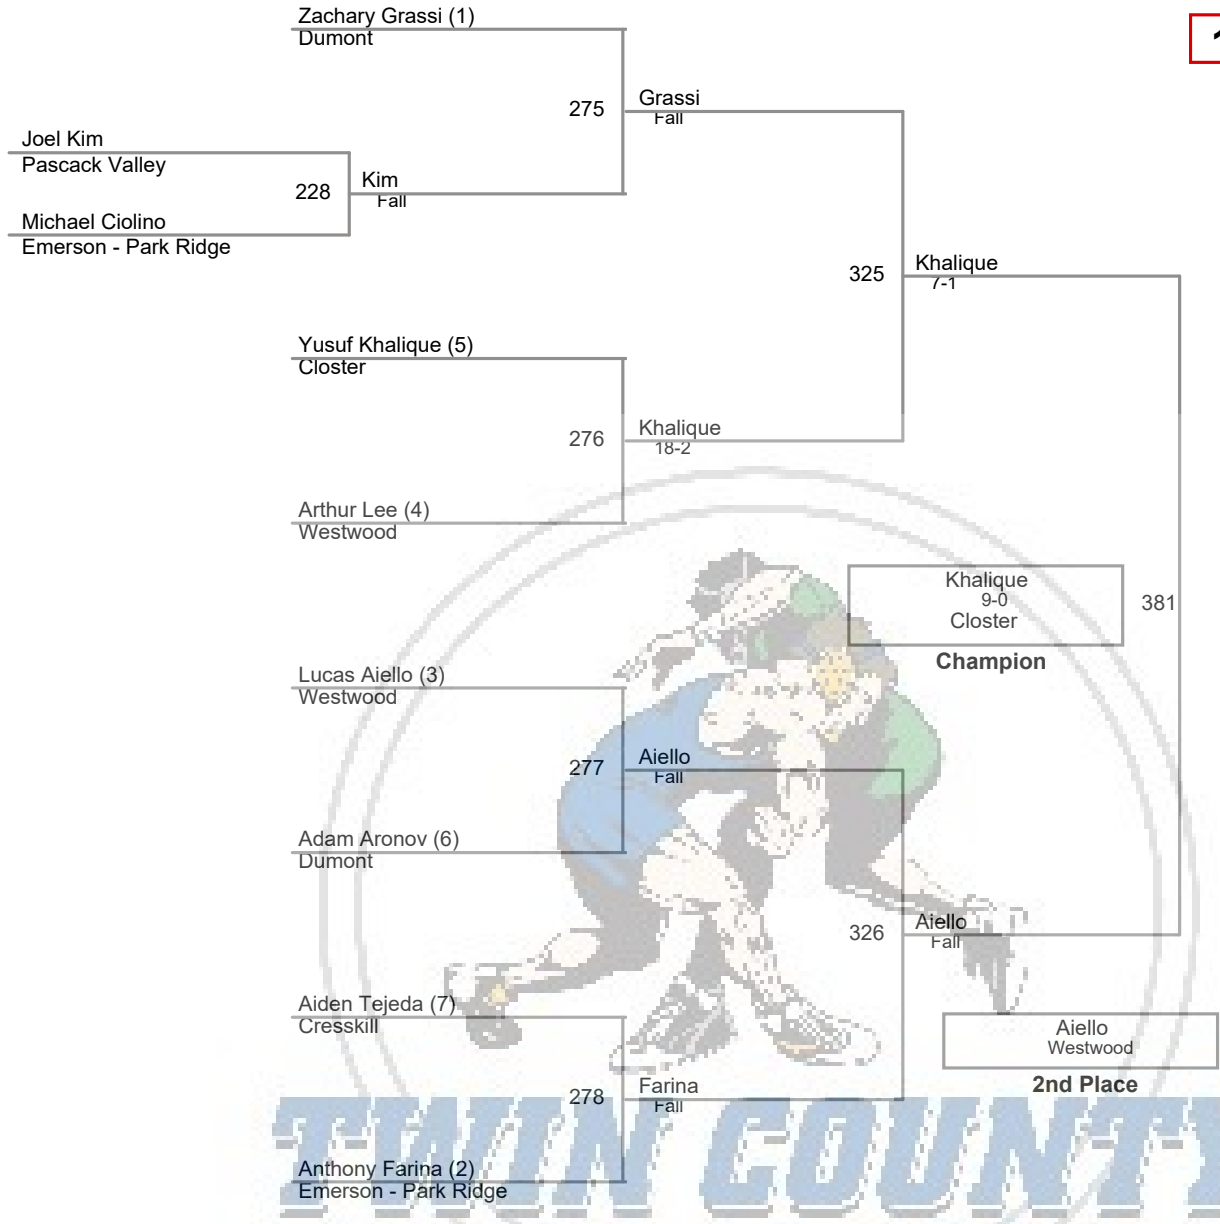 Zachary Grassi (1)
Dumont
275
Grassi
Fall
Joel Kim
Pascack Valley
228
Kim
Fall
Michael Ciolino
Emerson - Park Ridge
325
Khalique
7-1
Yusuf Khalique (5)
Closter
276
Khalique
18-2
Arthur Lee (4)
Westwood
Khalique
9-0
Closter
381
Champion
Lucas Aiello (3)
Westwood
277
Aiello
Fall
Adam Aronov (6)
Dumont
326
Aiello
Fall
Aiden Tejeda (7)
Cresskill
Aiello
Westwood
2nd Place
278
Farina
Fall
Anthony Farina (2)
Emerson - Park Ridge
TWIN COUNTY